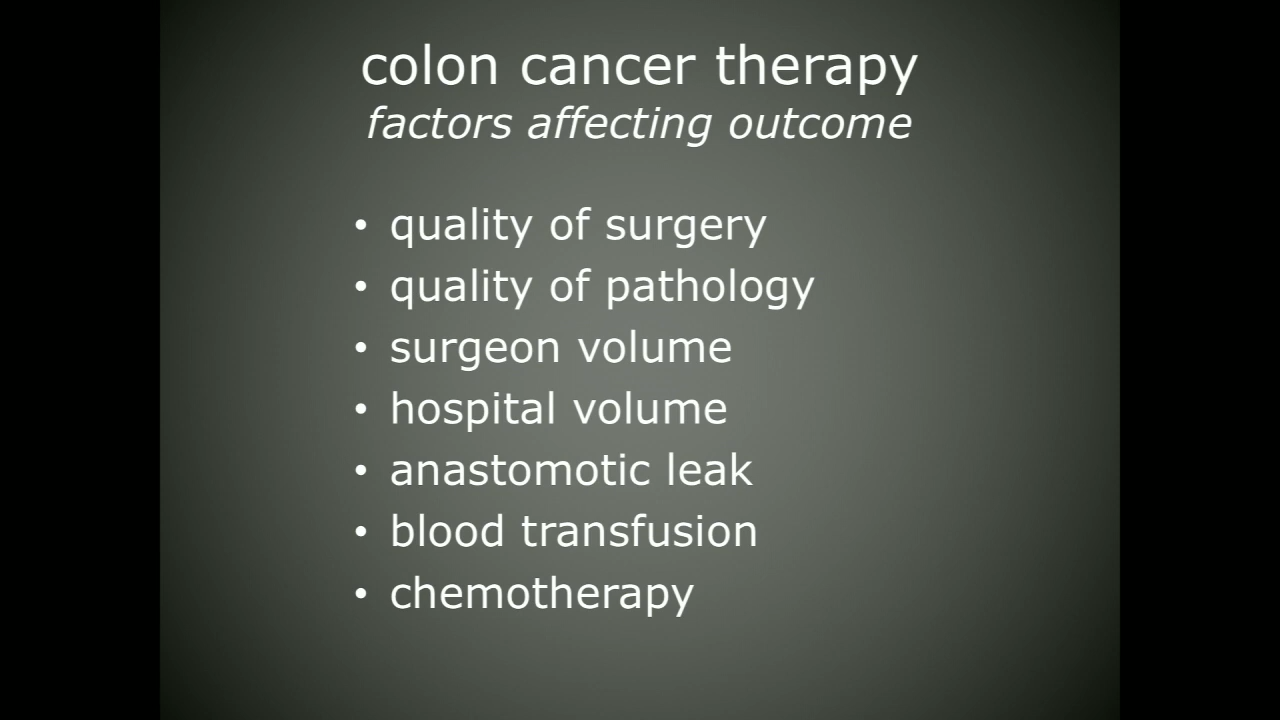 colon cancer therapy
factors affecting outcome
• quality of surgery
• quality of pathology
• surgeon volume
• hospital volume
• anastomotic leak
• blood transfusion
• chemotherapy